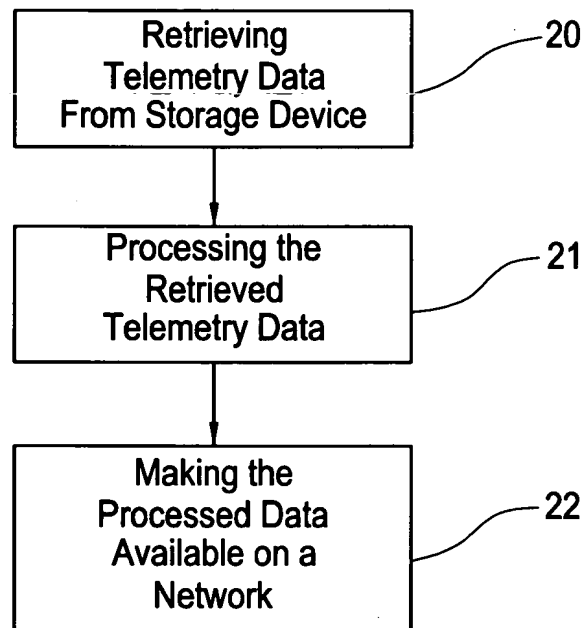 Retrieving
Telemetry Data
From Storage Device
20
Processing the
Retrieved
Telemetry Data
21
Making the
Processed Data
Available on a
Network
22